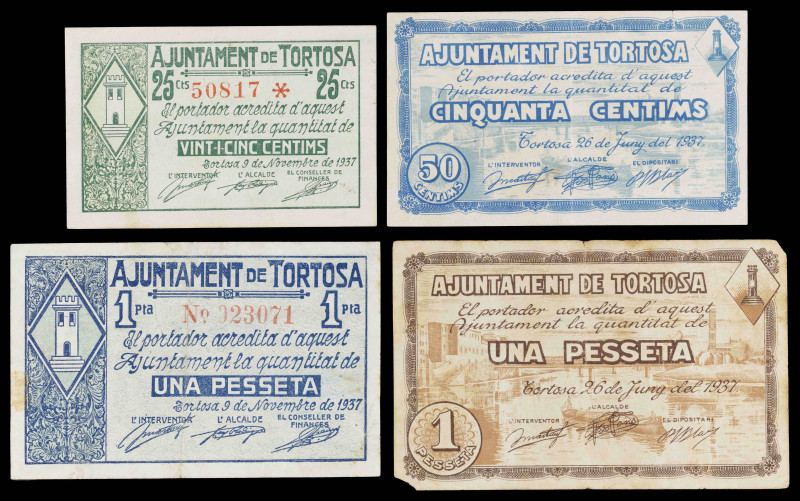 AJUNTAMENT DE TORTOSA
25 Cts 50817 * 25 Cts
El portador acredita d'aquest
Ajuntament la quantitat de
VINT-I-CINC CENTIMS
Tortosa 9 de Novembre de 1937
L'INTERVENTOR L'ALCALDE EL CONSELLER DE FINANCES
AJUNTAMENT DE TORTOSA
El portador acredita d'aquest
Ajuntament la quantitat de
CINQUANTA CENTIMS
Tortosa 26 de Juny del 1937.
L'INTERVENTOR L'ALCALDE EL DIPOSITARI
50
CENTIMS
AJUNTAMENT DE TORTOSA
1 Pta 1 Pta
No 023071
El portador acredita d'aquest
Ajuntament la quantitat de
UNA PESSETA
Tortosa 9 de Novembre de 1937
L'INTERVENTOR L'ALCALDE EL CONSELLER DE FINANCES
AJUNTAMENT DE TORTOSA
El portador acredita d'aquest
Ajuntament la quantitat de
UNA PESSETA
Tortosa 26 de Juny del 1937.
L'INTERVENTOR L'ALCALDE EL DIPOSITARI
1
PESSETA